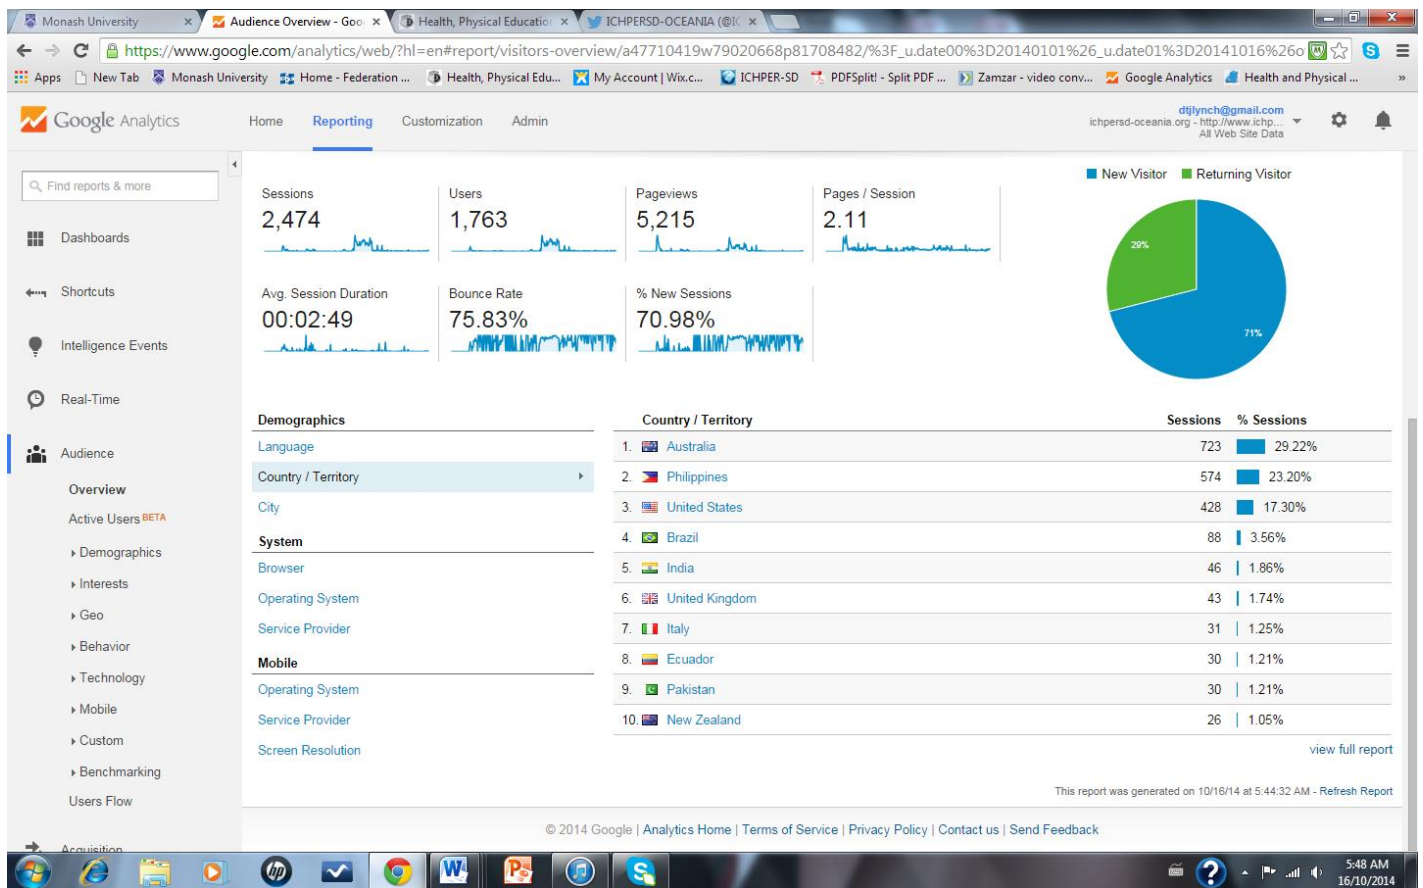 Monash University
Audience Overview - Goo
Health, Physical Education
ICHPERSD-OCEANIA (@IC
https://www.google.com/analytics/web/?hl=en#report/visitors-overview/a47710419w79020668p81708482/%3F_u.date00%3D20140101%26_u.date01%3D20141016%26o
Apps New Tab Monash University Home - Federation ... Health, Physical Edu... My Account | Wix.c... ICHPER-SD PDFSplit! - Split PDF ... Zamzar - video conv... Google Analytics Health and Physical ... »
Google Analytics
Home Reporting Customization Admin
dtjlynch@gmail.com
ichpersd-oceania.org - http://www.ichp...
All Web Site Data
Find reports & more
Dashboards
Shortcuts
Intelligence Events
Real-Time
Audience
Overview
Active Users BETA
Demographics
Interests
Geo
Behavior
Technology
Mobile
Custom
Benchmarking
Users Flow
Acquisition
Sessions
2,474
Users
1,763
Pageviews
5,215
Pages / Session
2.11
Avg. Session Duration
00:02:49
Bounce Rate
75.83%
% New Sessions
70.98%
New Visitor Returning Visitor
29%
71%
Demographics
Language
Country / Territory
City
System
Browser
Operating System
Service Provider
Mobile
Operating System
Service Provider
Screen Resolution
Country / Territory Sessions % Sessions
1. Australia 723 29.22%
2. Philippines 574 23.20%
3. United States 428 17.30%
4. Brazil 88 3.56%
5. India 46 1.86%
6. United Kingdom 43 1.74%
7. Italy 31 1.25%
8. Ecuador 30 1.21%
9. Pakistan 30 1.21%
10. New Zealand 26 1.05%
view full report
This report was generated on 10/16/14 at 5:44:32 AM - Refresh Report
© 2014 Google | Analytics Home | Terms of Service | Privacy Policy | Contact us | Send Feedback
5:48 AM
16/10/2014